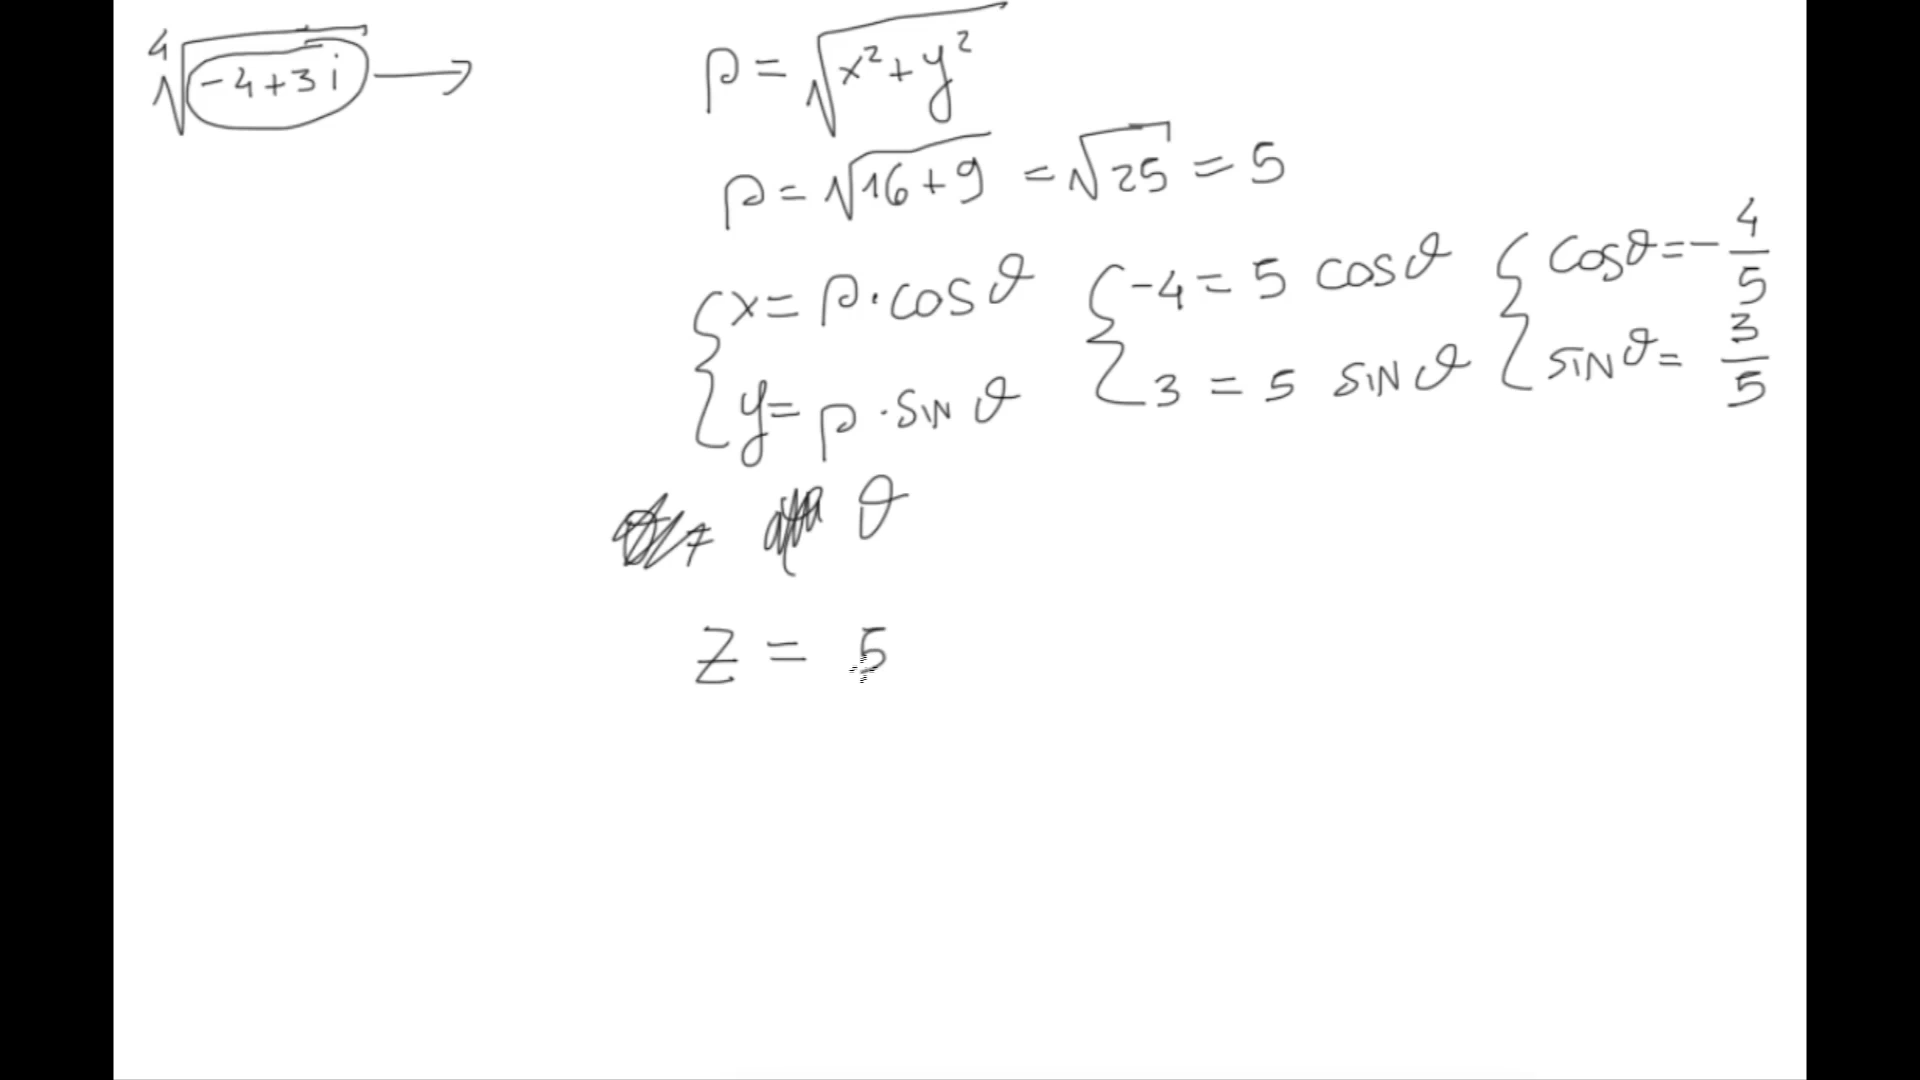 ⁴√(-4+3i) → ρ = √(x²+y²)
ρ = √(16+9) = √25 = 5
{ x = ρ · cos ϑ { -4 = 5 cos ϑ { cos ϑ = - 4/5
{ y = ρ · sin ϑ { 3 = 5 sin ϑ { sin ϑ = 3/5
ϑ
z = 5